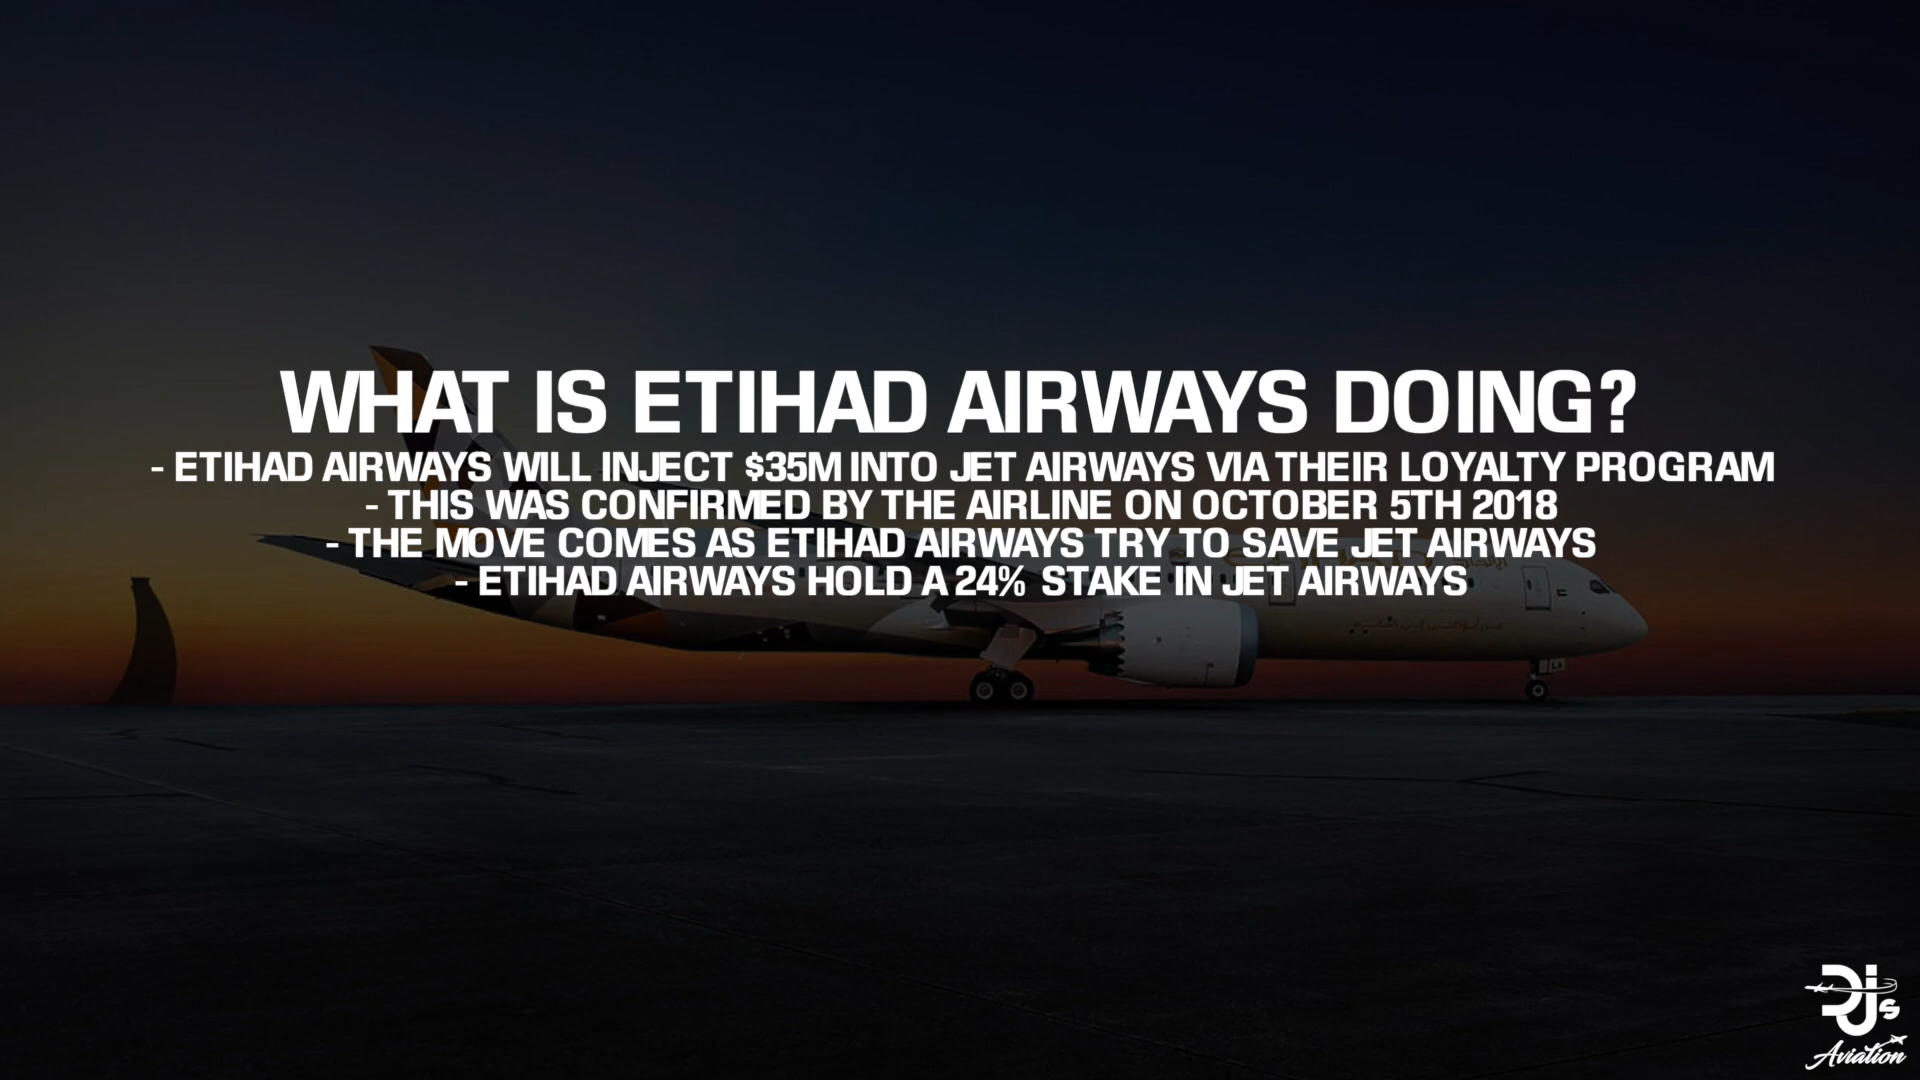 WHAT IS ETIHAD AIRWAYS DOING?
- ETIHAD AIRWAYS WILL INJECT $35M INTO JET AIRWAYS VIA THEIR LOYALTY PROGRAM
- THIS WAS CONFIRMED BY THE AIRLINE ON OCTOBER 5TH 2018
- THE MOVE COMES AS ETIHAD AIRWAYS TRY TO SAVE JET AIRWAYS
- ETIHAD AIRWAYS HOLD A 24% STAKE IN JET AIRWAYS
DJs
Aviation